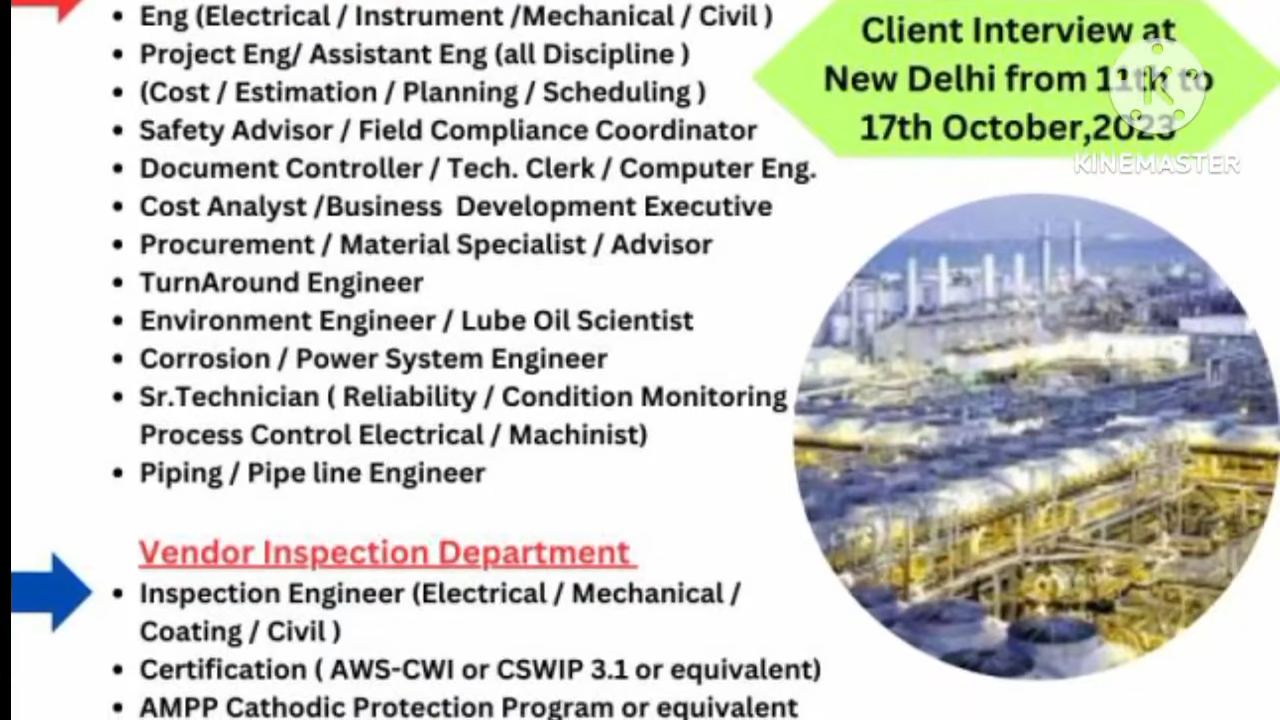 Eng (Electrical / Instrument /Mechanical / Civil )
Project Eng/ Assistant Eng (all Discipline )
(Cost / Estimation / Planning / Scheduling )
Safety Advisor / Field Compliance Coordinator
Document Controller / Tech. Clerk / Computer Eng.
Cost Analyst /Business Development Executive
Procurement / Material Specialist / Advisor
TurnAround Engineer
Environment Engineer / Lube Oil Scientist
Corrosion / Power System Engineer
Sr.Technician ( Reliability / Condition Monitoring
Process Control Electrical / Machinist)
Piping / Pipe line Engineer
Vendor Inspection Department
Inspection Engineer (Electrical / Mechanical /
Coating / Civil )
Certification ( AWS-CWI or CSWIP 3.1 or equivalent)
AMPP Cathodic Protection Program or equivalent
Client Interview at
New Delhi from 11th to
17th October,2023
K
KINEMASTER